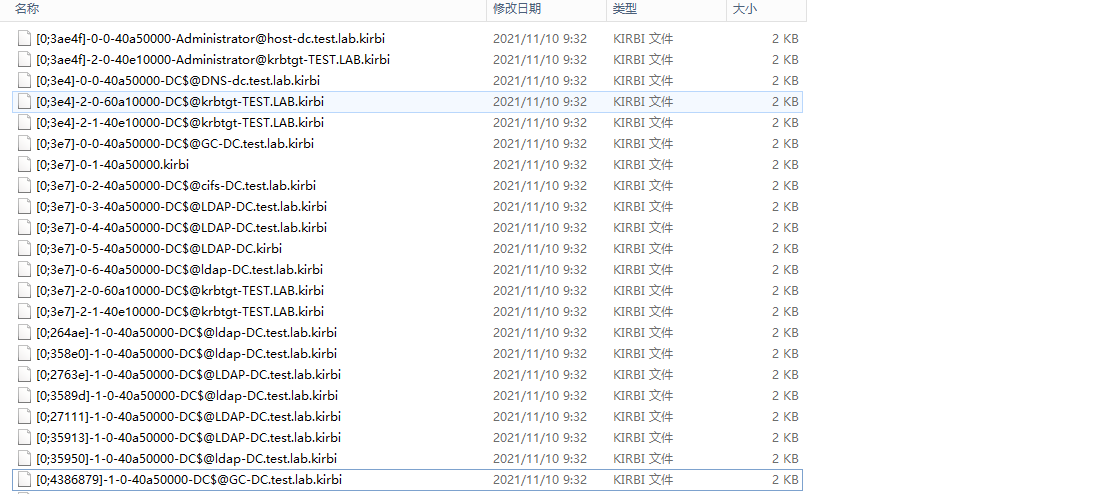 名称 修改日期 类型 大小
[0;3ae4f]-0-0-40a50000-Administrator@host-dc.test.lab.kirbi 2021/11/10 9:32 KIRBI 文件 2 KB
[0;3ae4f]-2-0-40e10000-Administrator@krbtgt-TEST.LAB.kirbi 2021/11/10 9:32 KIRBI 文件 2 KB
[0;3e4]-0-0-40a50000-DC$@DNS-dc.test.lab.kirbi 2021/11/10 9:32 KIRBI 文件 2 KB
[0;3e4]-2-0-60a10000-DC$@krbtgt-TEST.LAB.kirbi 2021/11/10 9:32 KIRBI 文件 2 KB
[0;3e4]-2-1-40e10000-DC$@krbtgt-TEST.LAB.kirbi 2021/11/10 9:32 KIRBI 文件 2 KB
[0;3e7]-0-0-40a50000-DC$@GC-DC.test.lab.kirbi 2021/11/10 9:32 KIRBI 文件 2 KB
[0;3e7]-0-1-40a50000.kirbi 2021/11/10 9:32 KIRBI 文件 2 KB
[0;3e7]-0-2-40a50000-DC$@cifs-DC.test.lab.kirbi 2021/11/10 9:32 KIRBI 文件 2 KB
[0;3e7]-0-3-40a50000-DC$@LDAP-DC.test.lab.kirbi 2021/11/10 9:32 KIRBI 文件 2 KB
[0;3e7]-0-4-40a50000-DC$@LDAP-DC.test.lab.kirbi 2021/11/10 9:32 KIRBI 文件 2 KB
[0;3e7]-0-5-40a50000-DC$@LDAP-DC.kirbi 2021/11/10 9:32 KIRBI 文件 2 KB
[0;3e7]-0-6-40a50000-DC$@ldap-DC.test.lab.kirbi 2021/11/10 9:32 KIRBI 文件 2 KB
[0;3e7]-2-0-60a10000-DC$@krbtgt-TEST.LAB.kirbi 2021/11/10 9:32 KIRBI 文件 2 KB
[0;3e7]-2-1-40e10000-DC$@krbtgt-TEST.LAB.kirbi 2021/11/10 9:32 KIRBI 文件 2 KB
[0;264ae]-1-0-40a50000-DC$@ldap-DC.test.lab.kirbi 2021/11/10 9:32 KIRBI 文件 2 KB
[0;358e0]-1-0-40a50000-DC$@ldap-DC.test.lab.kirbi 2021/11/10 9:32 KIRBI 文件 2 KB
[0;2763e]-1-0-40a50000-DC$@LDAP-DC.test.lab.kirbi 2021/11/10 9:32 KIRBI 文件 2 KB
[0;3589d]-1-0-40a50000-DC$@ldap-DC.test.lab.kirbi 2021/11/10 9:32 KIRBI 文件 2 KB
[0;27111]-1-0-40a50000-DC$@LDAP-DC.test.lab.kirbi 2021/11/10 9:32 KIRBI 文件 2 KB
[0;35913]-1-0-40a50000-DC$@LDAP-DC.test.lab.kirbi 2021/11/10 9:32 KIRBI 文件 2 KB
[0;35950]-1-0-40a50000-DC$@ldap-DC.test.lab.kirbi 2021/11/10 9:32 KIRBI 文件 2 KB
[0;4386879]-1-0-40a50000-DC$@GC-DC.test.lab.kirbi 2021/11/10 9:32 KIRBI 文件 2 KB